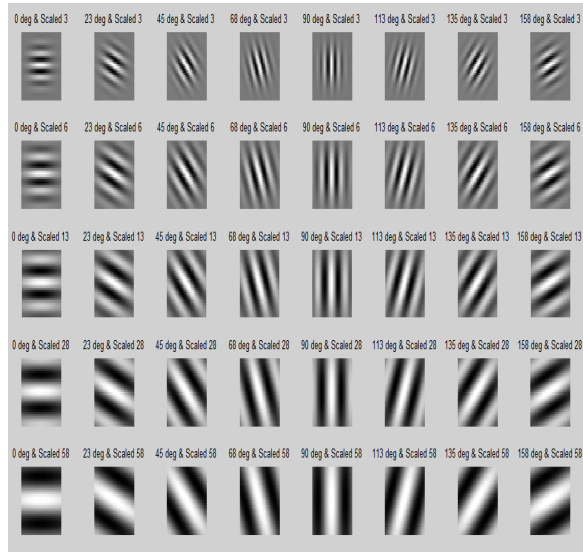 0 deg & Scaled 3 23 deg & Scaled 3 45 deg & Scaled 3 68 deg & Scaled 3 90 deg & Scaled 3 113 deg & Scaled 3 135 deg & Scaled 3 158 deg & Scaled 3
0 deg & Scaled 6 23 deg & Scaled 6 45 deg & Scaled 6 68 deg & Scaled 6 90 deg & Scaled 6 113 deg & Scaled 6 135 deg & Scaled 6 158 deg & Scaled 6
0 deg & Scaled 13 23 deg & Scaled 13 45 deg & Scaled 13 68 deg & Scaled 13 90 deg & Scaled 13 113 deg & Scaled 13 135 deg & Scaled 13 158 deg & Scaled 13
0 deg & Scaled 28 23 deg & Scaled 28 45 deg & Scaled 28 68 deg & Scaled 28 90 deg & Scaled 28 113 deg & Scaled 28 135 deg & Scaled 28 158 deg & Scaled 28
0 deg & Scaled 58 23 deg & Scaled 58 45 deg & Scaled 58 68 deg & Scaled 58 90 deg & Scaled 58 113 deg & Scaled 58 135 deg & Scaled 58 158 deg & Scaled 58